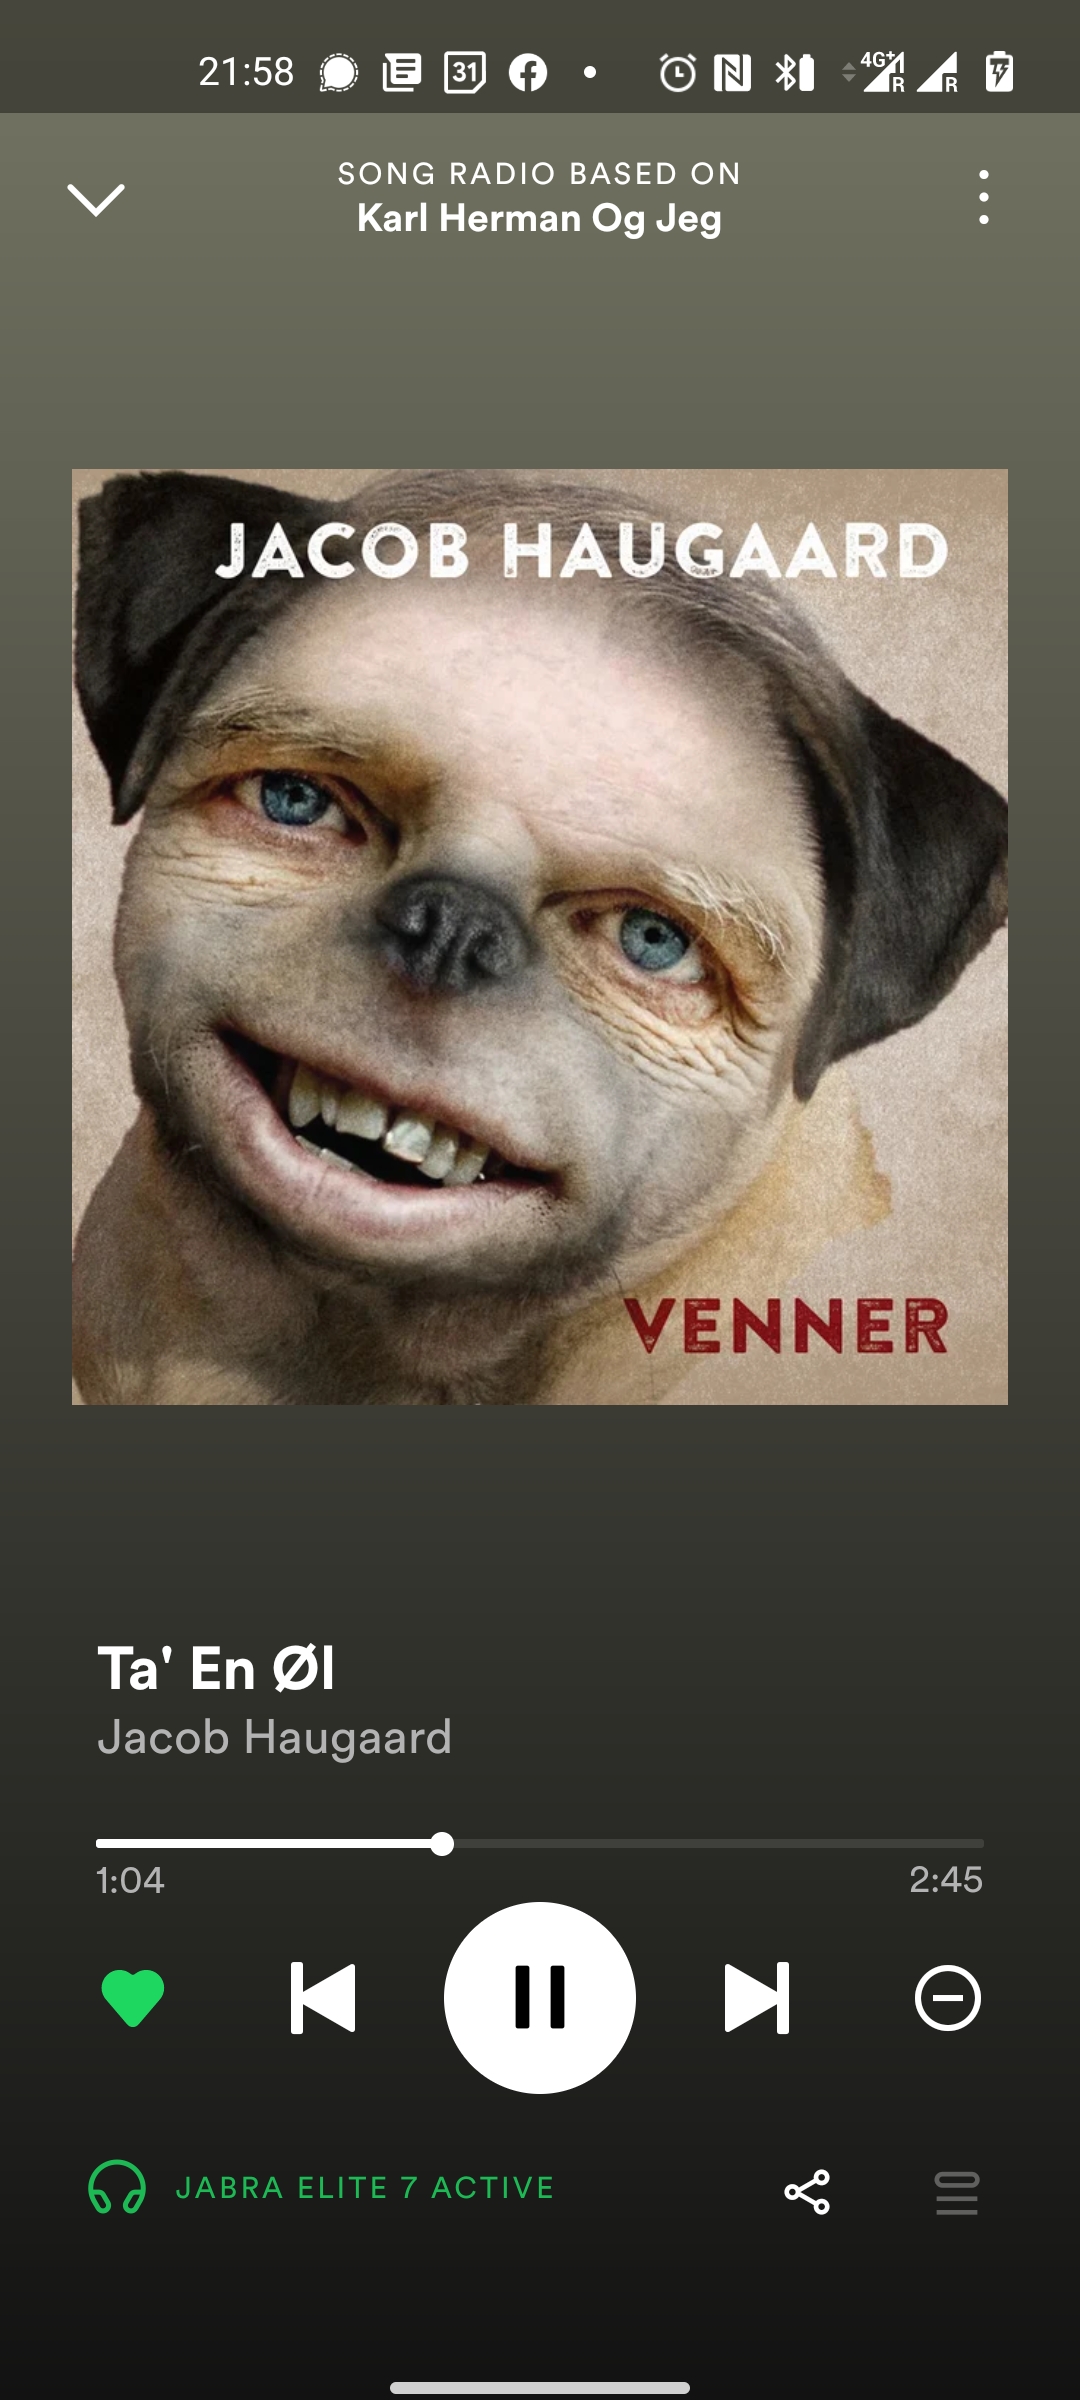 21:58
31
4G+
R
R
SONG RADIO BASED ON
Karl Herman Og Jeg
JACOB HAUGAARD
VENNER
Ta' En Øl
Jacob Haugaard
1:04
2:45
JABRA ELITE 7 ACTIVE